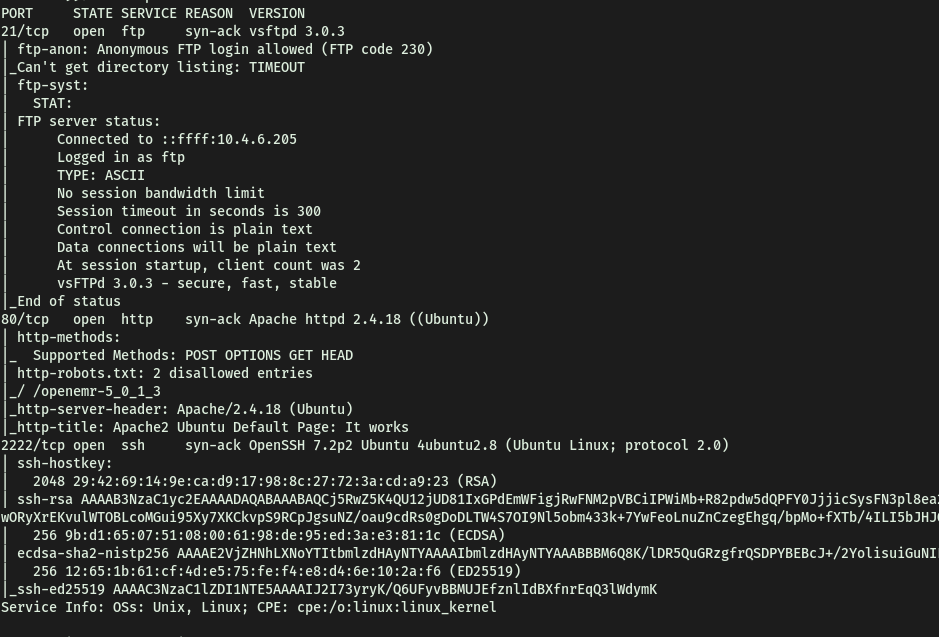 PORT     STATE SERVICE REASON  VERSION
21/tcp   open  ftp     syn-ack vsftpd 3.0.3
| ftp-anon: Anonymous FTP login allowed (FTP code 230)
|_Can't get directory listing: TIMEOUT
| ftp-syst:
|   STAT:
| FTP server status:
|      Connected to ::ffff:10.4.6.205
|      Logged in as ftp
|      TYPE: ASCII
|      No session bandwidth limit
|      Session timeout in seconds is 300
|      Control connection is plain text
|      Data connections will be plain text
|      At session startup, client count was 2
|      vsFTPd 3.0.3 - secure, fast, stable
|_End of status
80/tcp   open  http    syn-ack Apache httpd 2.4.18 ((Ubuntu))
| http-methods:
|_  Supported Methods: POST OPTIONS GET HEAD
| http-robots.txt: 2 disallowed entries
|_/ /openemr-5_0_1_3
|_http-server-header: Apache/2.4.18 (Ubuntu)
|_http-title: Apache2 Ubuntu Default Page: It works
2222/tcp open  ssh     syn-ack OpenSSH 7.2p2 Ubuntu 4ubuntu2.8 (Ubuntu Linux; protocol 2.0)
| ssh-hostkey:
|   2048 29:42:69:14:9e:ca:d9:17:98:8c:27:72:3a:cd:a9:23 (RSA)
| ssh-rsa AAAAB3NzaC1yc2EAAAADAQABAAABAQCj5RwZ5K4QU12jUD81IxGPdEmWFigjRwFNM2pVBCiIPWiMb+R82pdw5dQPFY0JjjicSysFN3pl8ea
wORyXrEKvulWTOBLcoMGui95Xy7XKCkvpS9RCpJgsuNZ/oau9cdRs0gDoDLTW4S7OI9Nl5obm433k+7YwFeoLnuZnCzegEhgq/bpMo+fXTb/4ILI5bJHJ
|   256 9b:d1:65:07:51:08:00:61:98:de:95:ed:3a:e3:81:1c (ECDSA)
| ecdsa-sha2-nistp256 AAAAE2VjZHNhLXNoYTItbmlzdHAyNTYAAAAIbmlzdHAyNTYAAABBBM6Q8K/lDR5QuGRzgfrQSDPYBEBcJ+/2YolisuiGuNI
|   256 12:65:1b:61:cf:4d:e5:75:fe:f4:e8:d4:6e:10:2a:f6 (ED25519)
|_ssh-ed25519 AAAAC3NzaC1lZDI1NTE5AAAAIJ2I73yryK/Q6UFyvBBMUJEfznlIdBXfnrEqQ3lWdymK
Service Info: OSs: Unix, Linux; CPE: cpe:/o:linux:linux_kernel